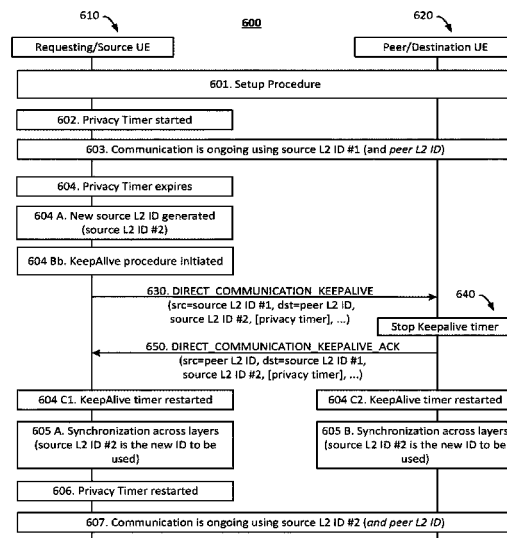 610
600
620
Requesting/Source UE
Peer/Destination UE
601. Setup Procedure
602. Privacy Timer started
603. Communication is ongoing using source L2 ID #1 (and peer L2 ID)
604. Privacy Timer expires
604 A. New source L2 ID generated
(source L2 ID #2)
604 Bb. KeepAlive procedure initiated
630. DIRECT_COMMUNICATION_KEEPALIVE
(src=source L2 ID #1, dst=peer L2 ID,
source L2 ID #2, [privacy timer], ...)
640
Stop Keepalive timer
650. DIRECT_COMMUNICATION_KEEPALIVE_ACK
(src=peer L2 ID, dst=source L2 ID #1,
source L2 ID #2, [privacy timer], ...)
604 C1. KeepAlive timer restarted
604 C2. KeepAlive timer restarted
605 A. Synchronization across layers
(source L2 ID #2 is the new ID to be
used)
605 B. Synchronization across layers
(source L2 ID #2 is the new ID to be
used)
606. Privacy Timer restarted
607. Communication is ongoing using source L2 ID #2 (and peer L2 ID)